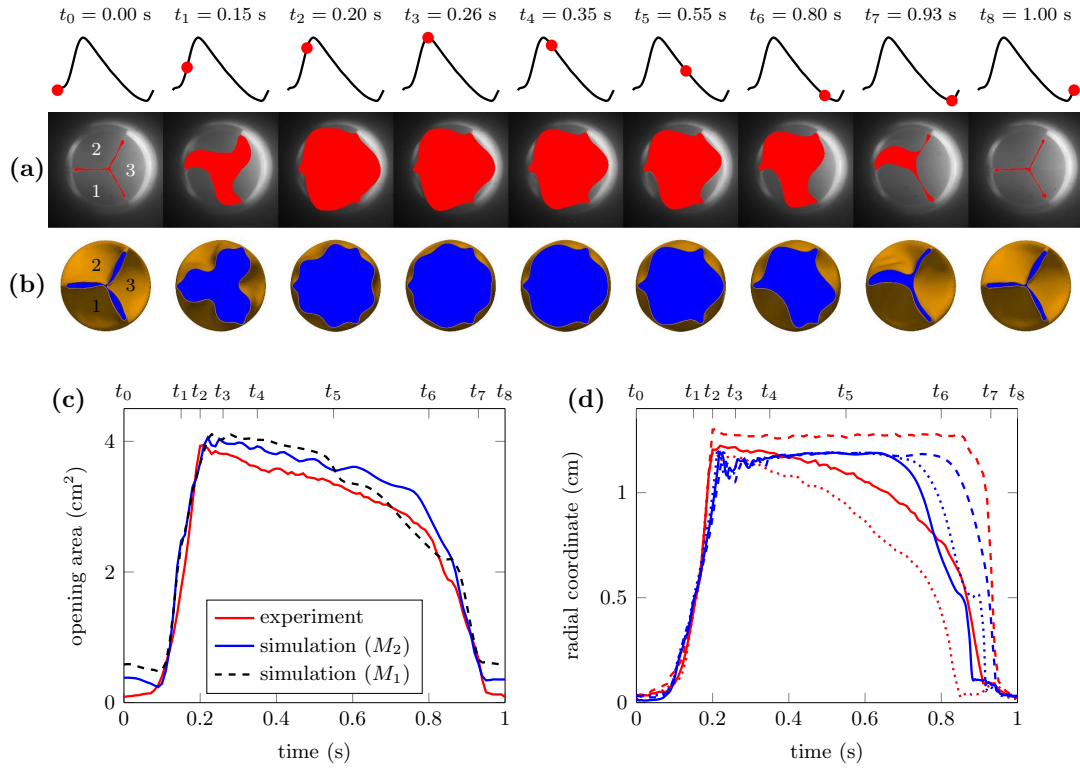 t₀ = 0.00 s t₁ = 0.15 s t₂ = 0.20 s t₃ = 0.26 s t₄ = 0.35 s t₅ = 0.55 s t₆ = 0.80 s t₇ = 0.93 s t₈ = 1.00 s
(a)
2
3
1
(b)
2
3
1
(c)
t₀ t₁ t₂ t₃ t₄ t₅ t₆ t₇ t₈
4
2
0
opening area (cm²)
experiment
simulation (M₂)
simulation (M₁)
0 0.2 0.4 0.6 0.8 1
time (s)
(d)
t₀ t₁ t₂ t₃ t₄ t₅ t₆ t₇ t₈
1
0.5
0
radial coordinate (cm)
0 0.2 0.4 0.6 0.8 1
time (s)